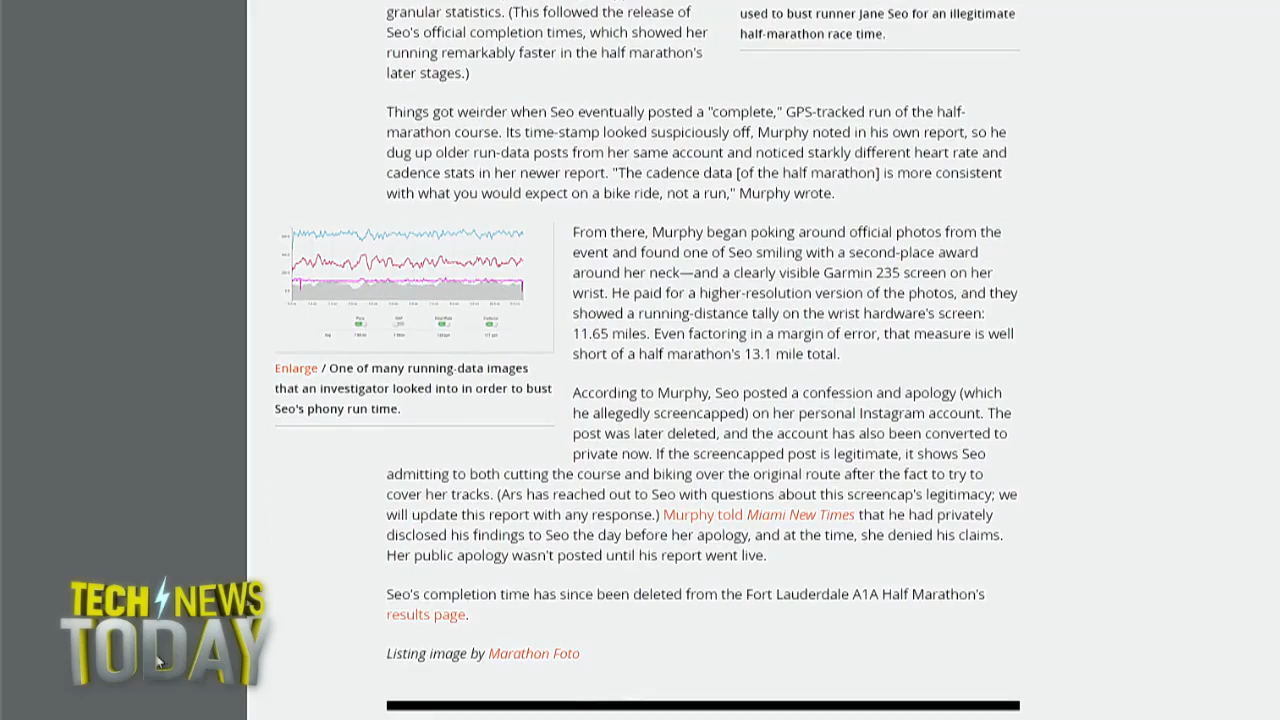 granular statistics. (This followed the release of
Seo's official completion times, which showed her
running remarkably faster in the half marathon's
later stages.)
used to bust runner Jane Seo for an illegitimate
half-marathon race time.
Things got weirder when Seo eventually posted a "complete," GPS-tracked run of the half-
marathon course. Its time-stamp looked suspiciously off, Murphy noted in his own report, so he
dug up older run-data posts from her same account and noticed starkly different heart rate and
cadence stats in her newer report. "The cadence data [of the half marathon] is more consistent
with what you would expect on a bike ride, not a run," Murphy wrote.
Enlarge / One of many running-data images
that an investigator looked into in order to bust
Seo's phony run time.
From there, Murphy began poking around official photos from the
event and found one of Seo smiling with a second-place award
around her neck—and a clearly visible Garmin 235 screen on her
wrist. He paid for a higher-resolution version of the photos, and they
showed a running-distance tally on the wrist hardware's screen:
11.65 miles. Even factoring in a margin of error, that measure is well
short of a half marathon's 13.1 mile total.
According to Murphy, Seo posted a confession and apology (which
he allegedly screencapped) on her personal Instagram account. The
post was later deleted, and the account has also been converted to
private now. If the screencapped post is legitimate, it shows Seo
admitting to both cutting the course and biking over the original route after the fact to try to
cover her tracks. (Ars has reached out to Seo with questions about this screencap's legitimacy; we
will update this report with any response.) Murphy told Miami New Times that he had privately
disclosed his findings to Seo the day before her apology, and at the time, she denied his claims.
Her public apology wasn't posted until his report went live.
Seo's completion time has since been deleted from the Fort Lauderdale A1A Half Marathon's
results page.
Listing image by Marathon Foto
TECH NEWS
TODAY